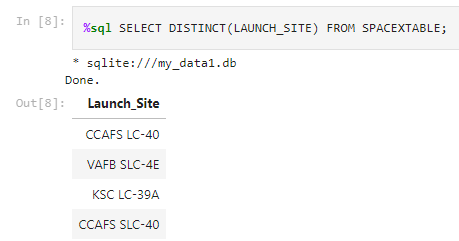 In [8]:
%sql SELECT DISTINCT(LAUNCH_SITE) FROM SPACEXTABLE;
* sqlite:///my_data1.db
Done.
Out[8]:
Launch_Site
CCAFS LC-40
VAFB SLC-4E
KSC LC-39A
CCAFS SLC-40